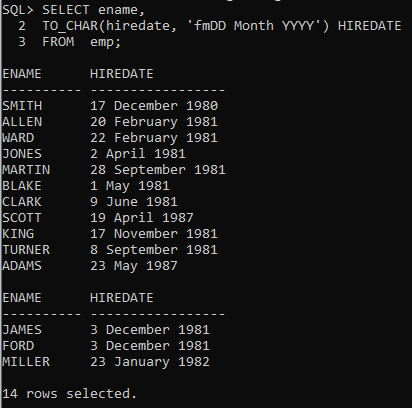 SQL> SELECT ename,
  2  TO_CHAR(hiredate, 'fmDD Month YYYY') HIREDATE
  3  FROM  emp;
ENAME      HIREDATE
---------- -----------------
SMITH      17 December 1980
ALLEN      20 February 1981
WARD       22 February 1981
JONES      2 April 1981
MARTIN     28 September 1981
BLAKE      1 May 1981
CLARK      9 June 1981
SCOTT      19 April 1987
KING       17 November 1981
TURNER     8 September 1981
ADAMS      23 May 1987
ENAME      HIREDATE
---------- -----------------
JAMES      3 December 1981
FORD       3 December 1981
MILLER     23 January 1982
14 rows selected.